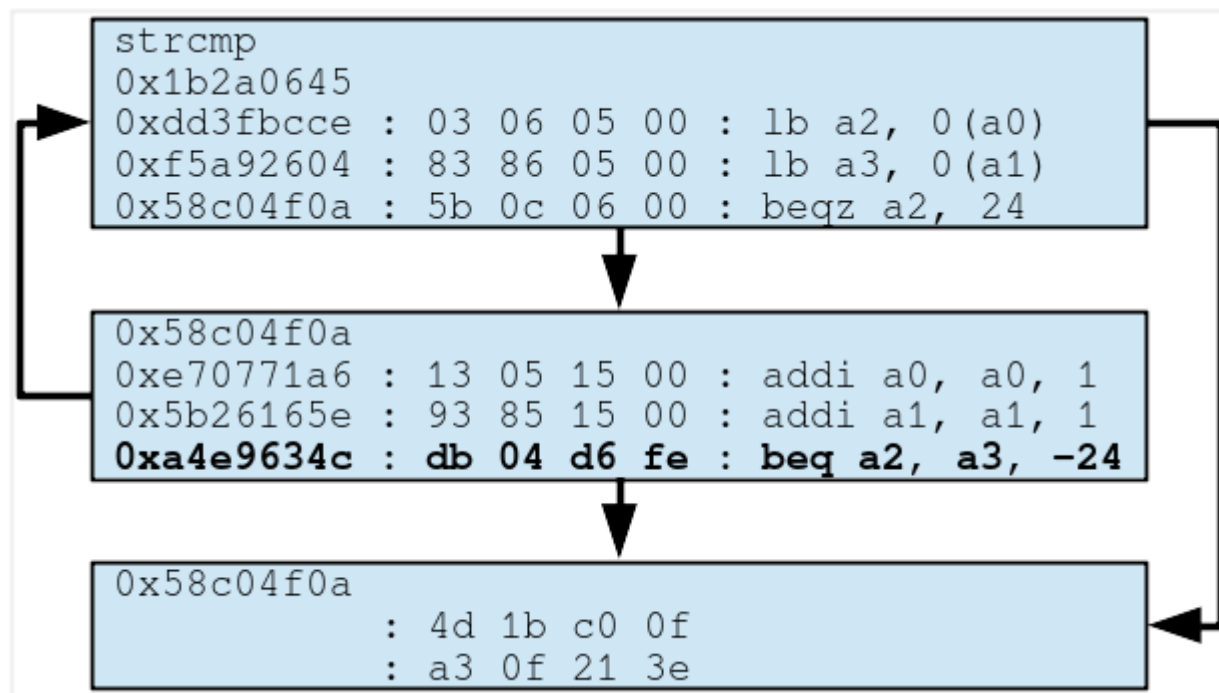 strcmp
0x1b2a0645
0xdd3fbcce : 03 06 05 00 : lb a2, 0(a0)
0xf5a92604 : 83 86 05 00 : lb a3, 0(a1)
0x58c04f0a : 5b 0c 06 00 : beqz a2, 24
0x58c04f0a
0xe70771a6 : 13 05 15 00 : addi a0, a0, 1
0x5b26165e : 93 85 15 00 : addi a1, a1, 1
0xa4e9634c : db 04 d6 fe : beq a2, a3, −24
0x58c04f0a
: 4d 1b c0 0f
: a3 0f 21 3e